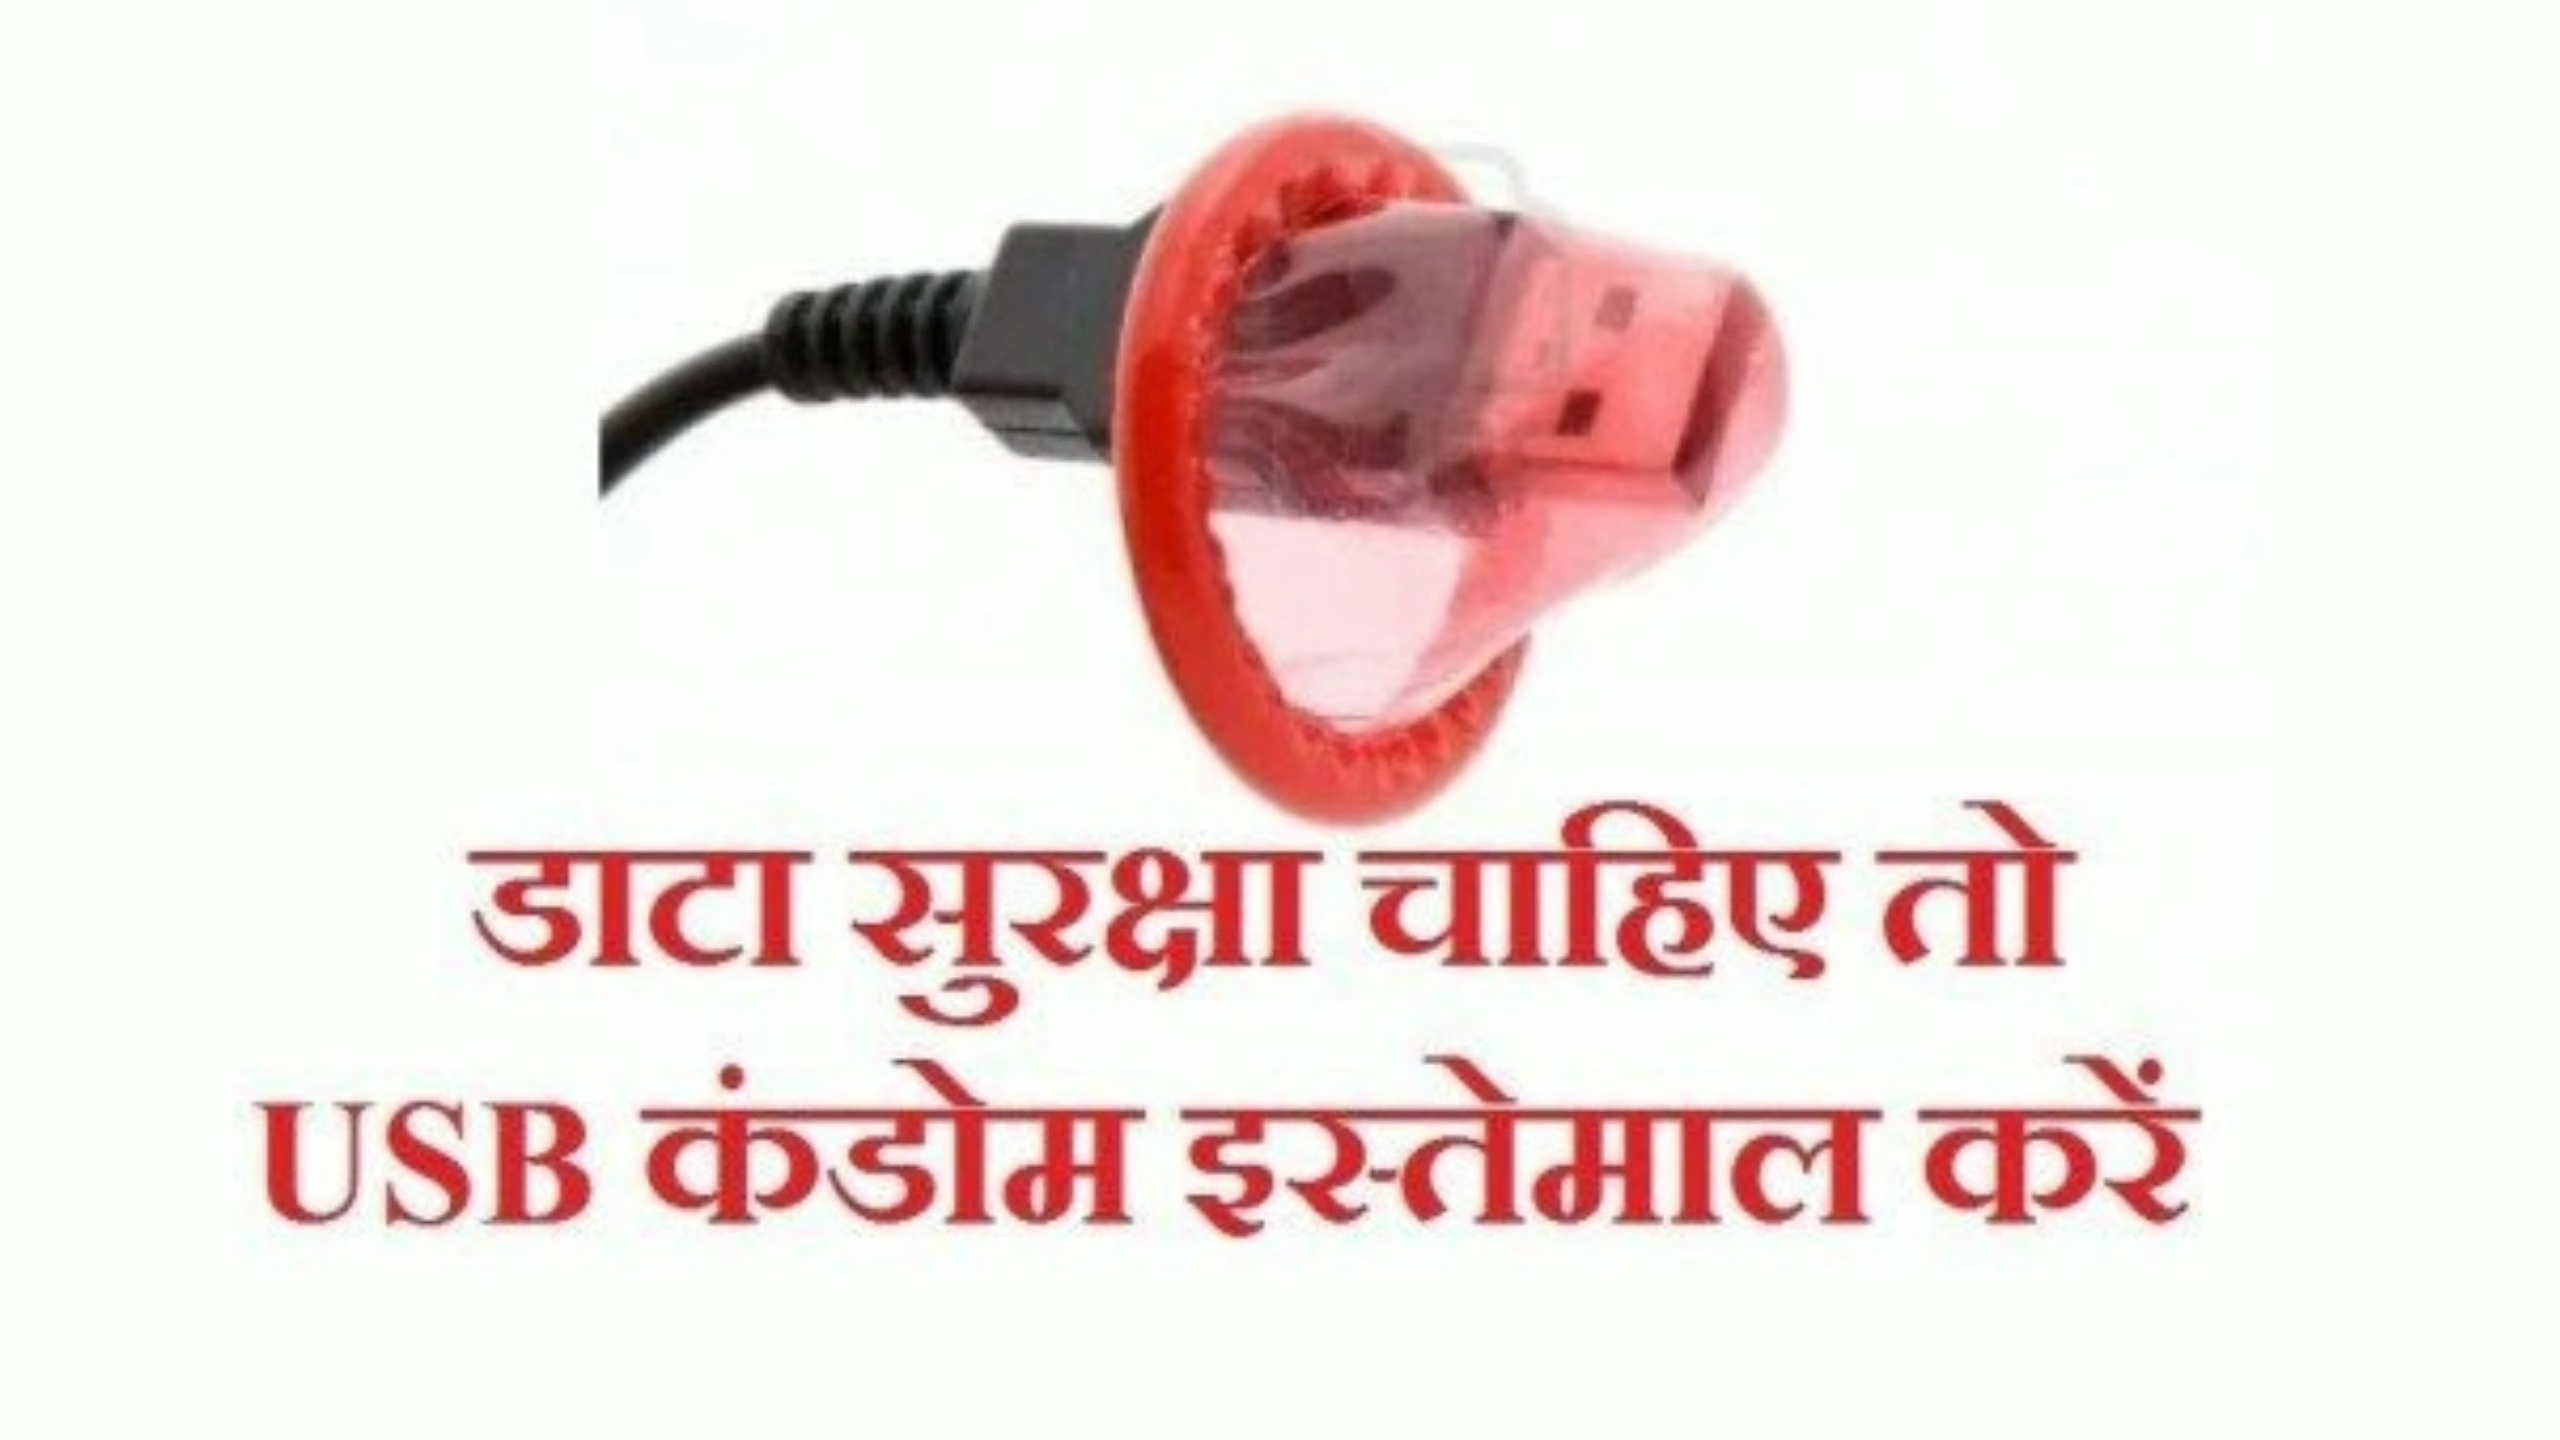 डाटा सुरक्षा चाहिए तो
USB कंडोम इस्तेमाल करें